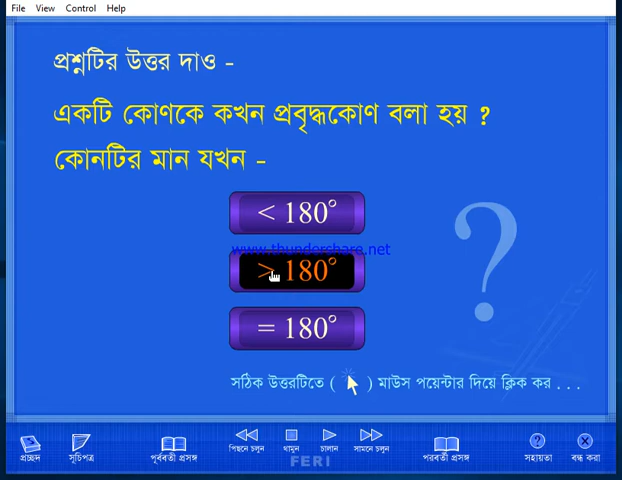 File View Control Help
প্রশ্নটির উত্তর দাও -
একটি কোণকে কখন প্রবৃদ্ধকোণ বলা হয় ?
কোনটির মান যখন -
< 180°
www.thundershare.net
> 180°
= 180°
সঠিক উত্তরটিতে ( ) মাউস পয়েন্টার দিয়ে ক্লিক কর . . .
প্রচ্ছদ সূচিপত্র পূর্ববর্তী প্রসঙ্গ পিছনে চলুন থামুন চালান সামনে চলুন পরবর্তী প্রসঙ্গ সহায়তা বন্ধ করা
FERI